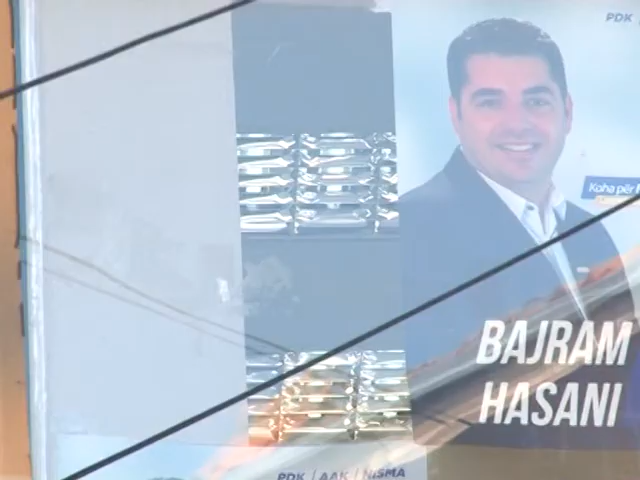 PDK /
Koha për
BAJRAM
HASANI
PDK / AAK / NISMA